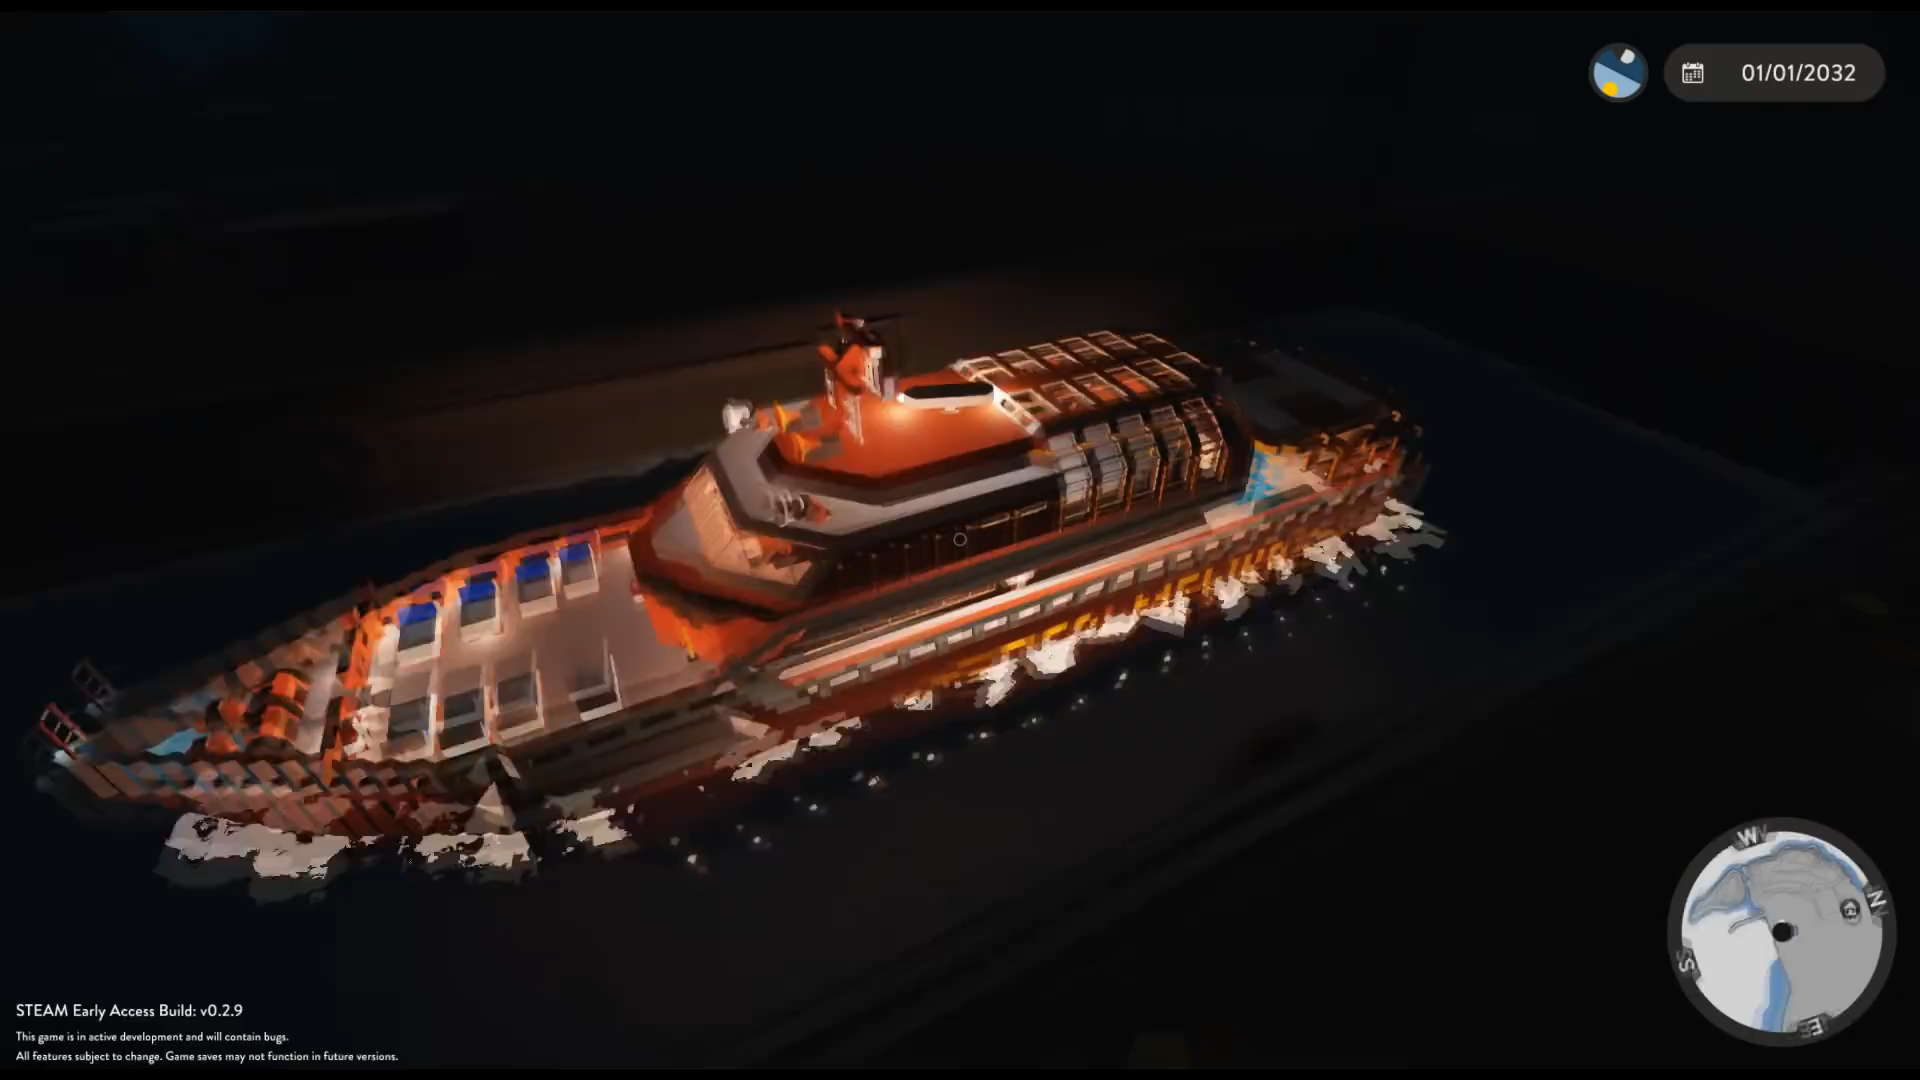 01/01/2032
W
N
S
E
STEAM Early Access Build: v0.2.9
This game is in active development and will contain bugs.
All features subject to change. Game saves may not function in future versions.